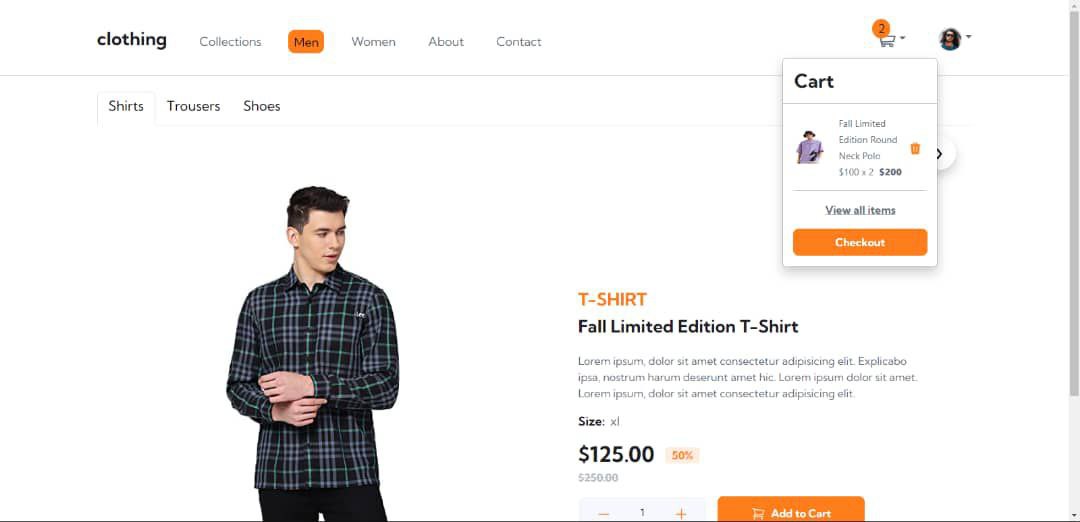 clothing
Collections
Men
Women
About
Contact
2
Cart
Shirts
Trousers
Shoes
Fall Limited
Edition Round
Neck Polo
$100 x 2 $200
View all items
Checkout
Lee
T-SHIRT
Fall Limited Edition T-Shirt
Lorem ipsum, dolor sit amet consectetur adipisicing elit. Explicabo
ipsa, nostrum harum deserunt amet hic. Lorem ipsum dolor sit amet.
Lorem ipsum, dolor sit amet consectetur adipisicing elit.
Size: xl
$125.00 50%
$250.00
1
Add to Cart